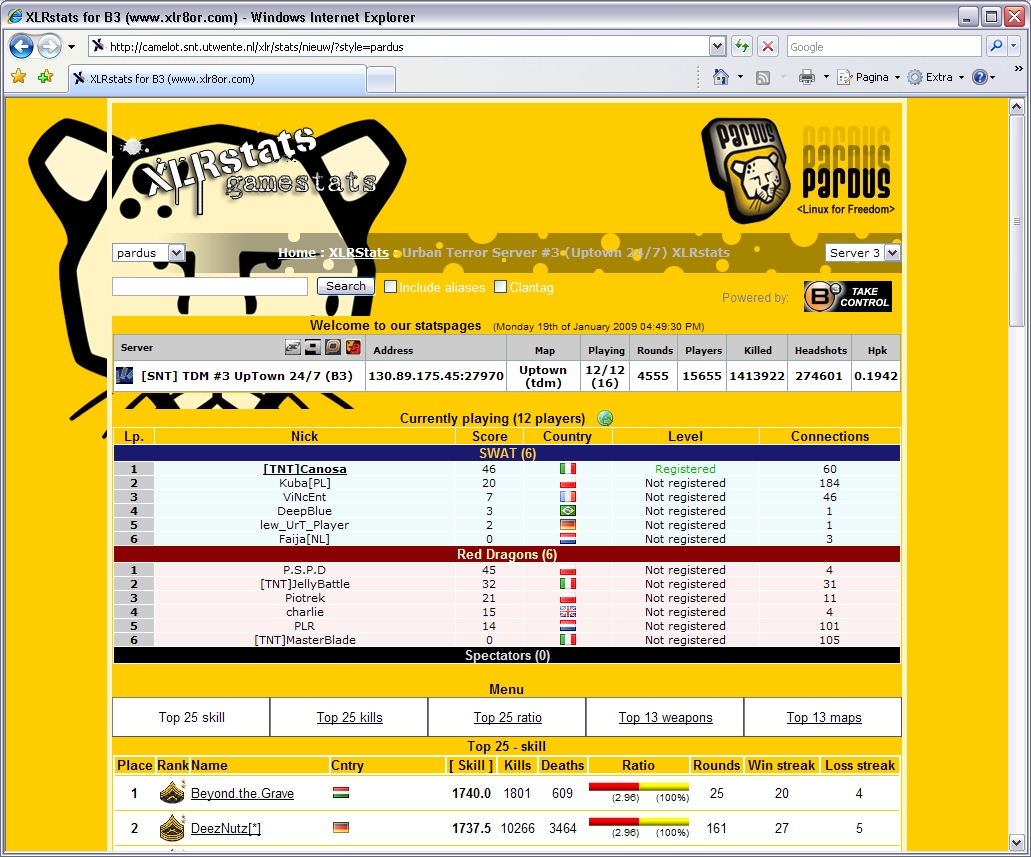 XLRstats for B3 (www.xlr8or.com) - Windows Internet Explorer
http://camelot.snt.utwente.nl/xlr/stats/nieuw/?style=pardus
Google
XLRstats for B3 (www.xlr8or.com)
Pagina Extra
XLRstats
gamestats
PARDUS
PARDUS
PARDUS
PARDUS
<Linux for Freedom>
pardus Home : XLRStats : Urban Terror Server #3 (Uptown 24/7) XLRstats Server 3
Search Include aliases Clantag Powered by: B3 TAKE CONTROL
Welcome to our statspages (Monday 19th of January 2009 04:49:30 PM)
Server Address Map Playing Rounds Players Killed Headshots Hpk
[SNT] TDM #3 UpTown 24/7 (B3) 130.89.175.45:27970 Uptown (tdm) 12/12 (16) 4555 15655 1413922 274601 0.1942
Currently playing (12 players)
Lp. Nick Score Country Level Connections
SWAT (6)
1 [TNT]Canosa 46 Registered 60
2 Kuba[PL] 20 Not registered 184
3 ViNcEnt 7 Not registered 46
4 DeepBlue 3 Not registered 1
5 lew_UrT_Player 2 Not registered 1
6 Faija[NL] 0 Not registered 3
Red Dragons (6)
1 P.S.P.D 45 Not registered 4
2 [TNT]JellyBattle 32 Not registered 31
3 Piotrek 21 Not registered 11
4 charlie 15 Not registered 4
5 PLR 14 Not registered 101
6 [TNT]MasterBlade 0 Not registered 105
Spectators (0)
Menu
Top 25 skill Top 25 kills Top 25 ratio Top 13 weapons Top 13 maps
Top 25 - skill
Place Rank Name Cntry [ Skill ] Kills Deaths Ratio Rounds Win streak Loss streak
1 Beyond.the.Grave 1740.0 1801 609 (2.96) (100%) 25 20 4
2 DeezNutz[*] 1737.5 10266 3464 (2.96) (100%) 161 27 5